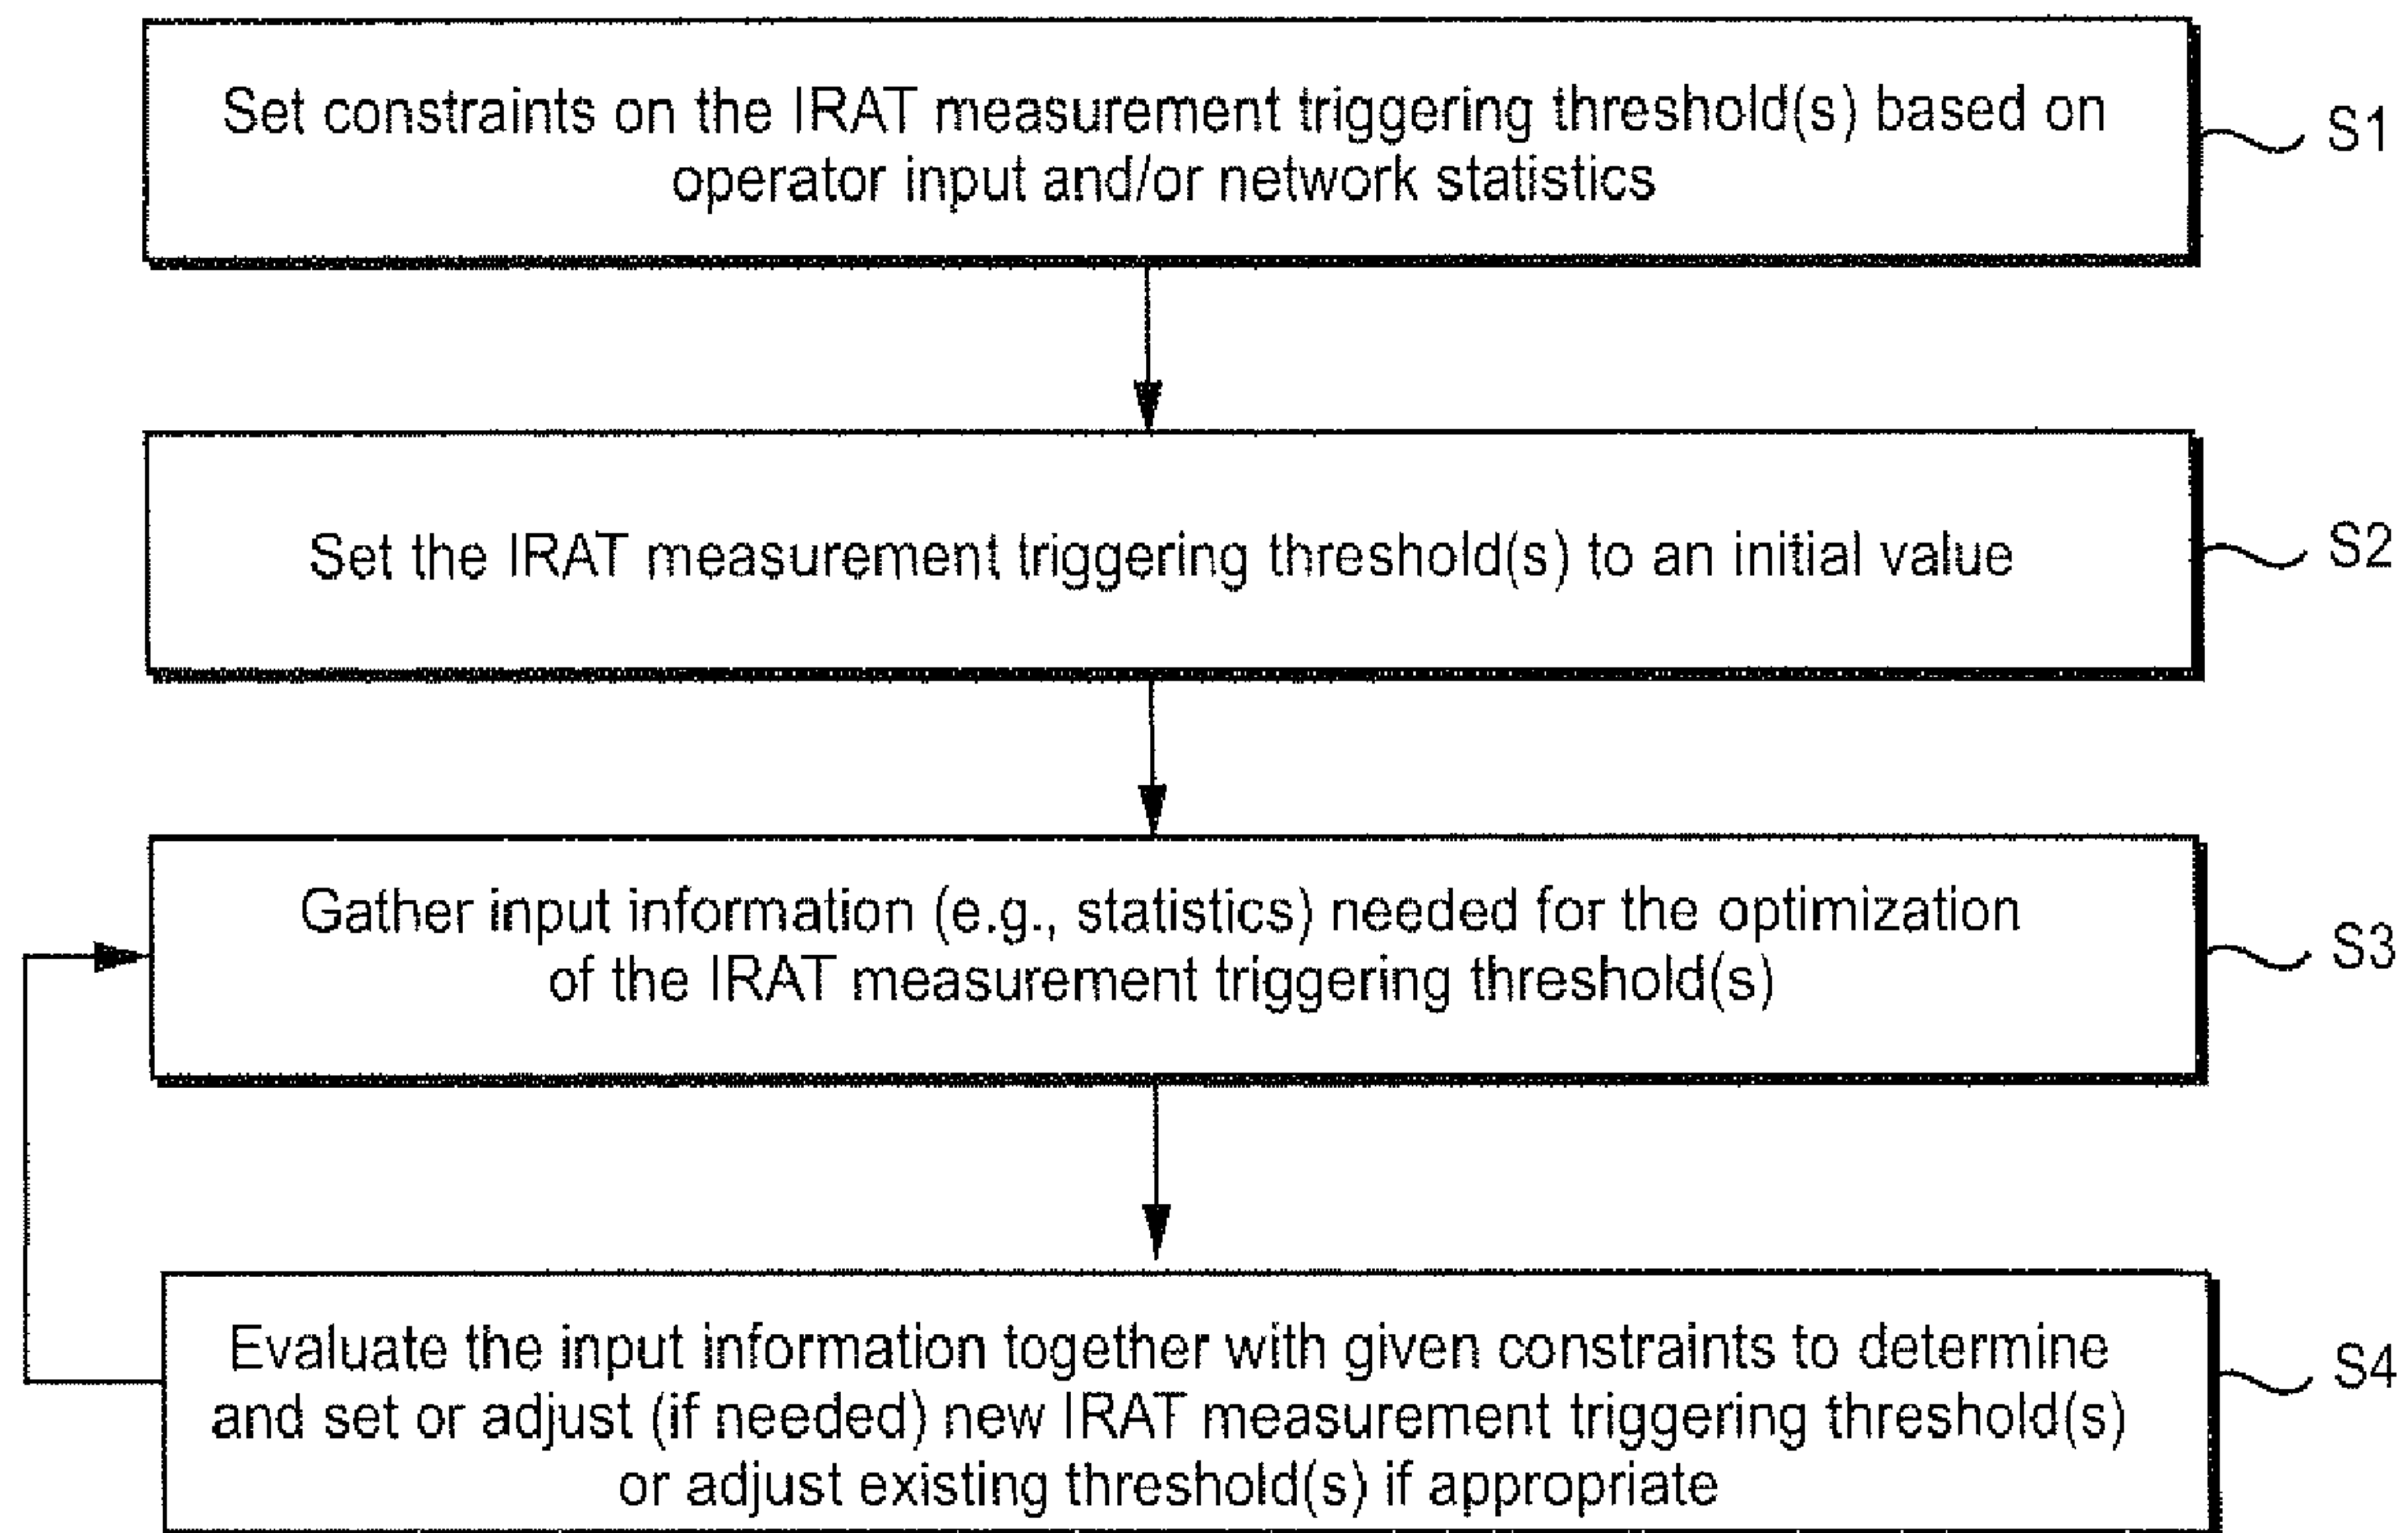 Set constraints on the IRAT measurement triggering threshold(s) based on
operator input and/or network statistics
S1
Set the IRAT measurement triggering threshold(s) to an initial value
S2
Gather input information (e.g., statistics) needed for the optimization
of the IRAT measurement triggering threshold(s)
S3
Evaluate the input information together with given constraints to determine
and set or adjust (if needed) new IRAT measurement triggering threshold(s)
or adjust existing threshold(s) if appropriate
S4